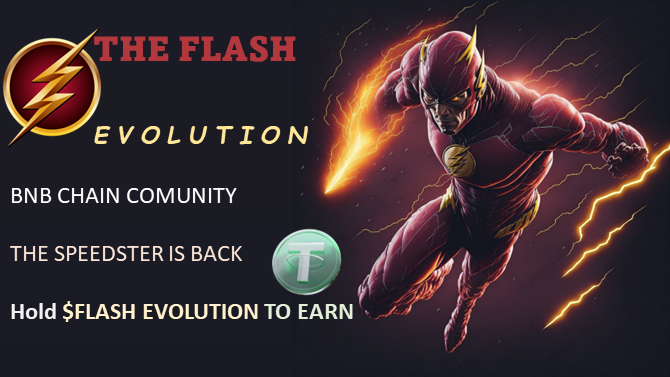 THE FLASH
EVOLUTION
BNB CHAIN COMUNITY
THE SPEEDSTER IS BACK
T
Hold $FLASH EVOLUTION TO EARN